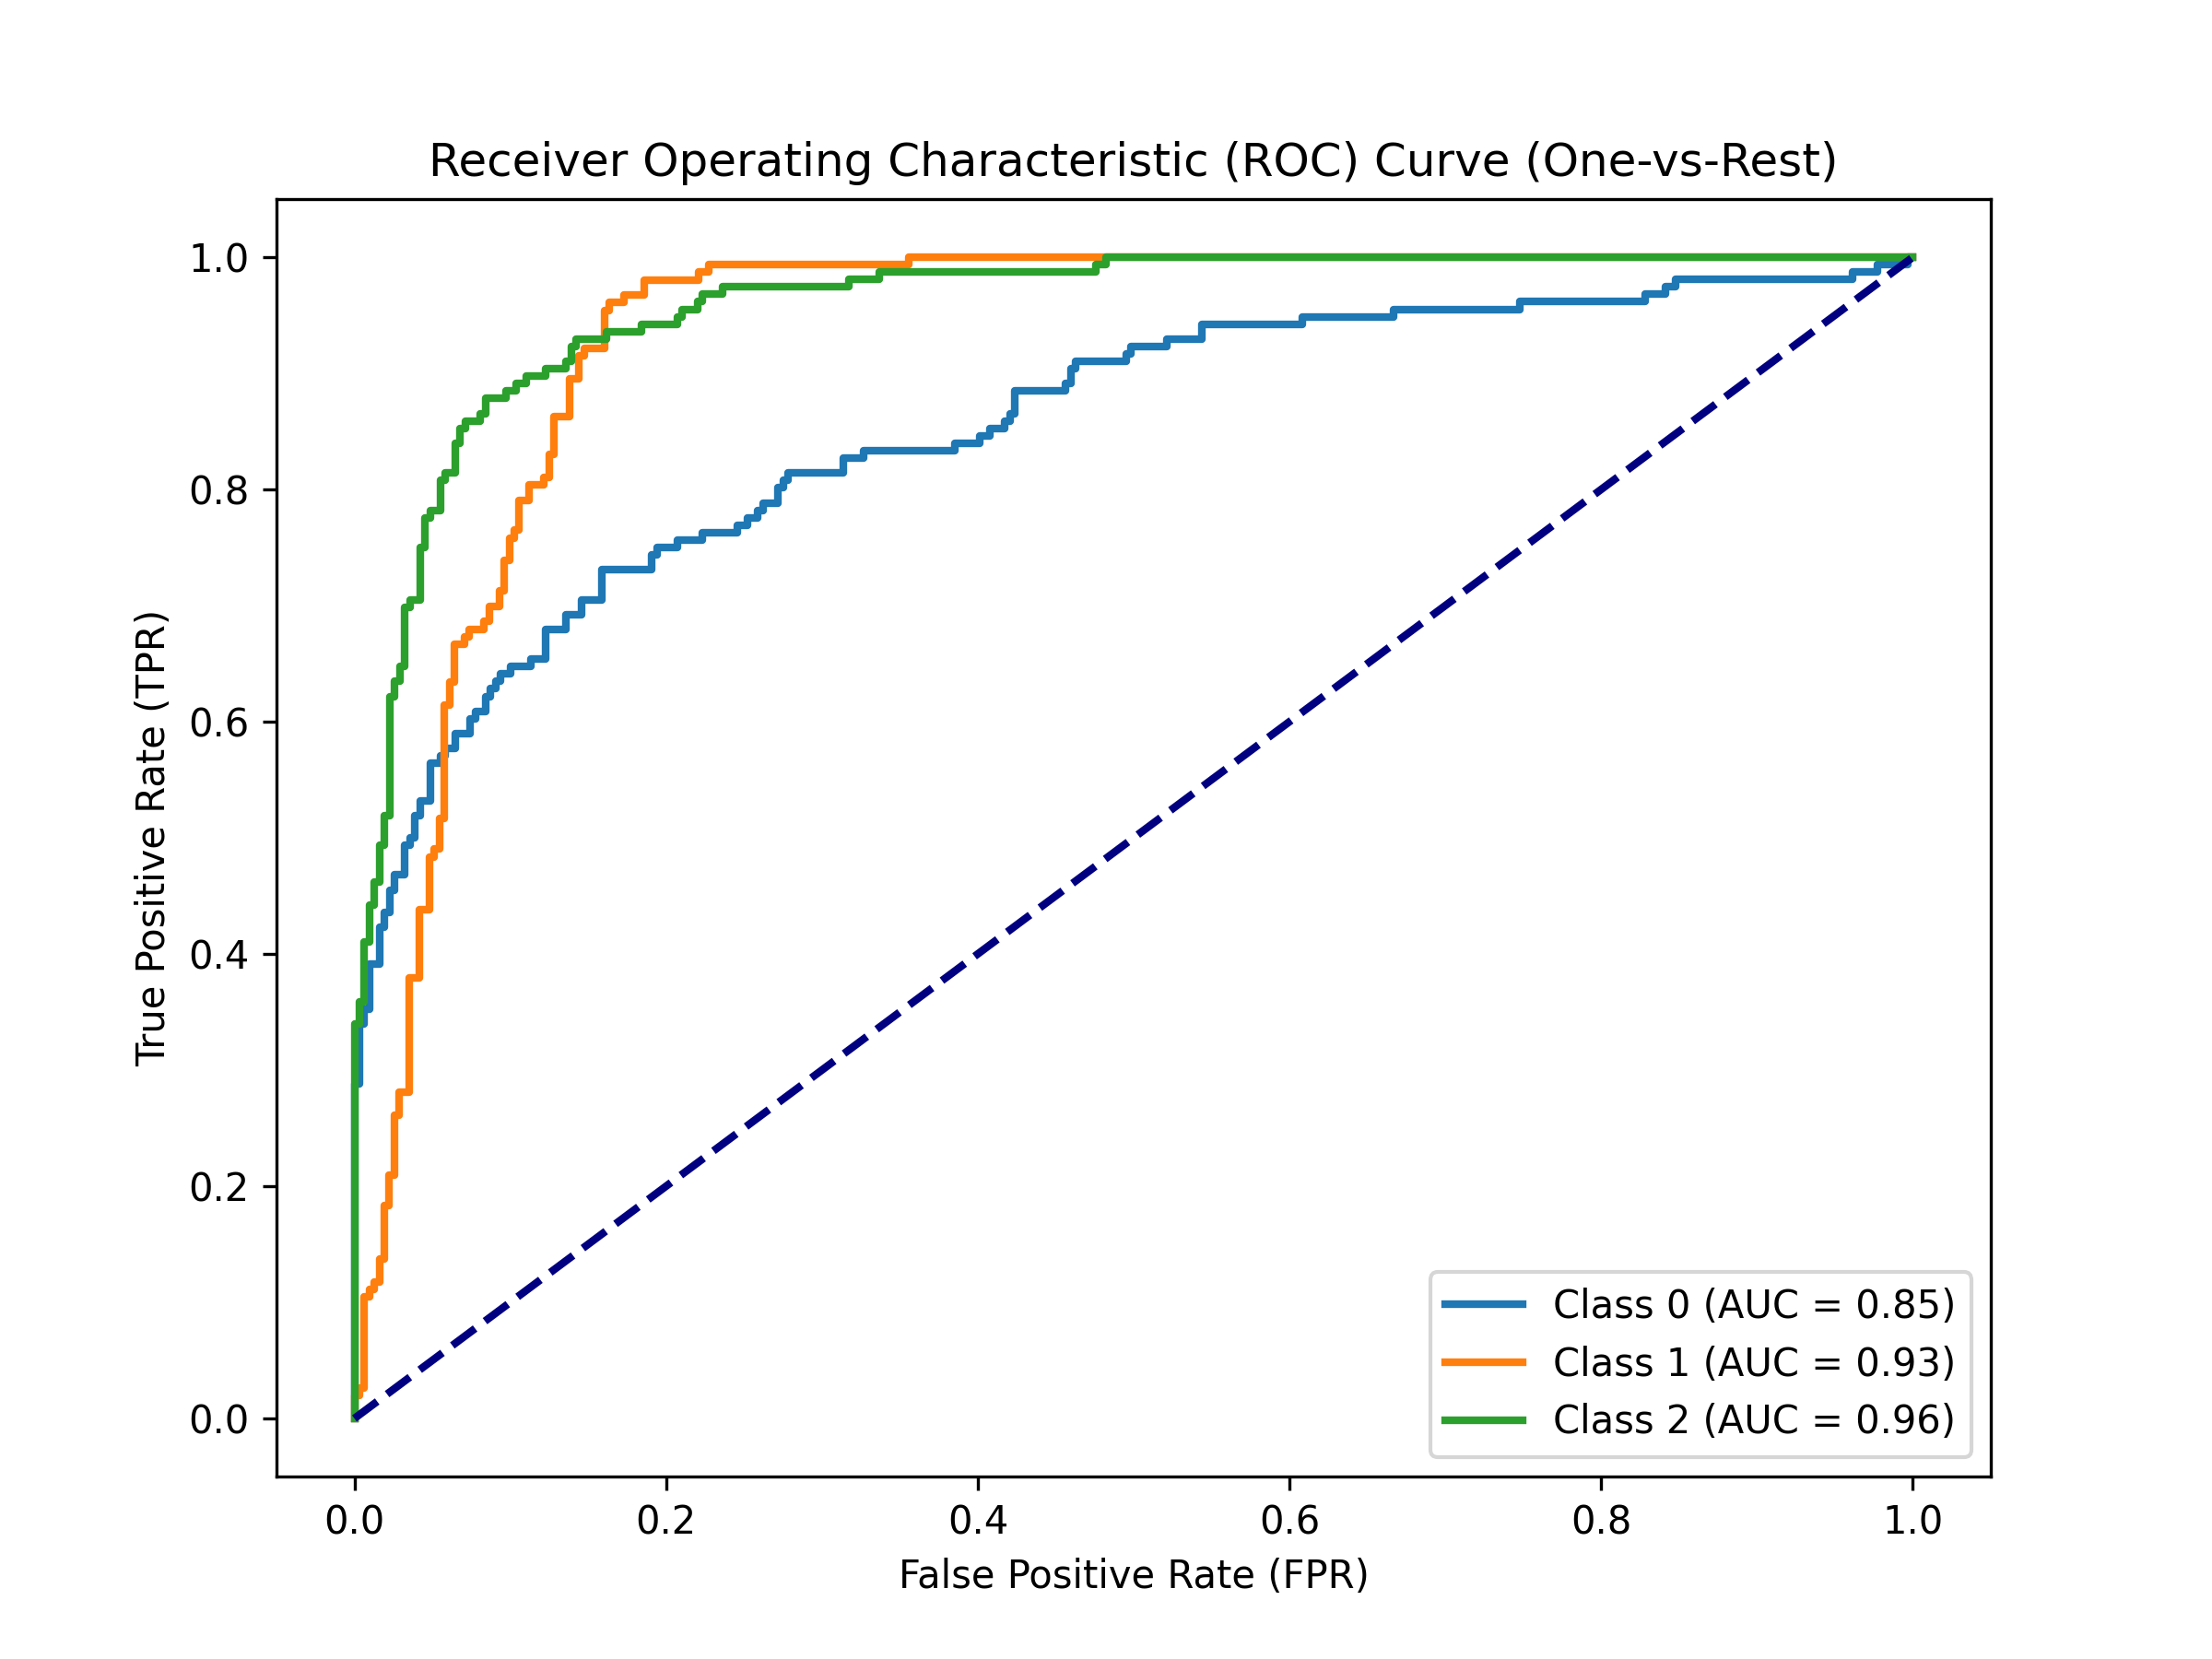 Receiver Operating Characteristic (ROC) Curve (One-vs-Rest)
1.0
0.8
0.6
0.4
0.2
0.0
True Positive Rate (TPR)
Class 0 (AUC = 0.85)
Class 1 (AUC = 0.93)
Class 2 (AUC = 0.96)
0.0 0.2 0.4 0.6 0.8 1.0
False Positive Rate (FPR)